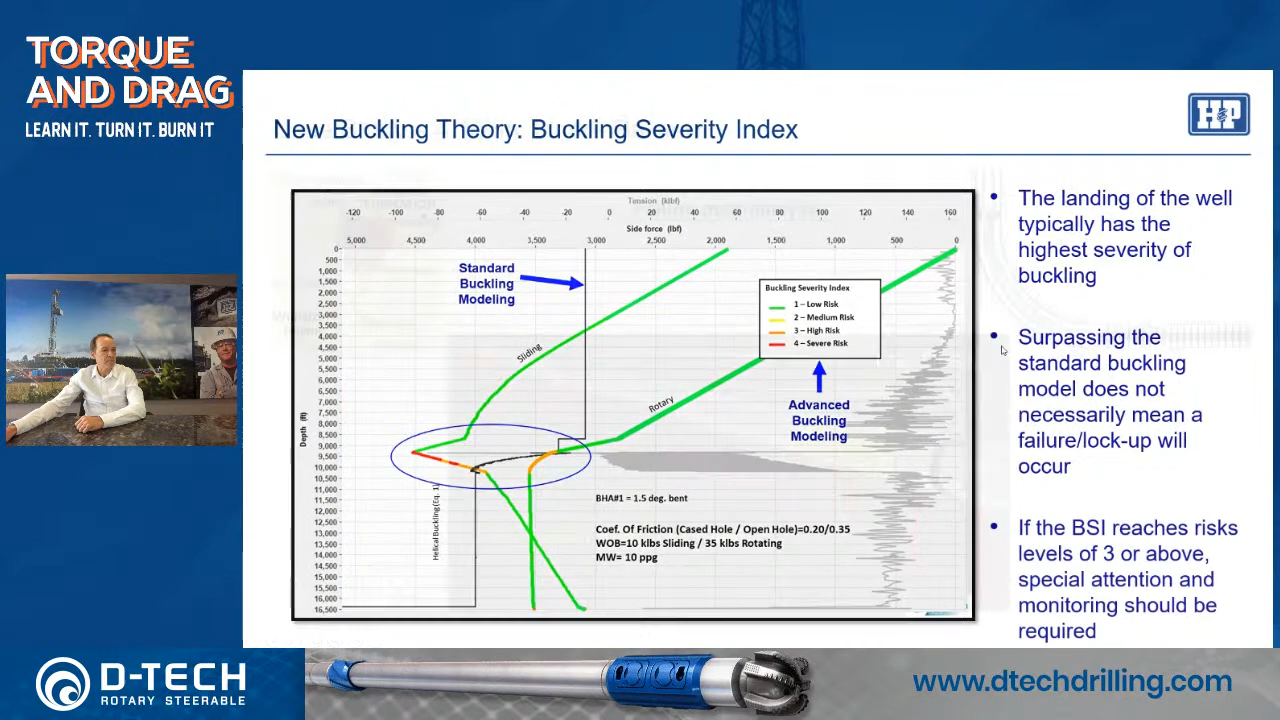 TORQUE
AND DRAG
LEARN IT. TURN IT. BURN IT
New Buckling Theory: Buckling Severity Index
H&P
Tension (klbf)
-120 -100 -80 -60 -40 -20 0 20 40 60 80 100 120 140 160
Side force (lbf)
5,000 4,500 4,000 3,500 3,000 2,500 2,000 1,500 1,000 500 0
Depth (ft)
0
500
1,000
1,500
2,000
2,500
3,000
3,500
4,000
4,500
5,000
5,500
6,000
6,500
7,000
7,500
8,000
8,500
9,000
9,500
10,000
10,500
11,000
11,500
12,000
12,500
13,000
13,500
14,000
14,500
15,000
15,500
16,000
16,500
Standard
Buckling
Modeling
Sliding
Rotary
Buckling Severity Index
1 – Low Risk
2 – Medium Risk
3 – High Risk
4 – Severe Risk
Advanced
Buckling
Modeling
Helical Buckling (Eq. 1)
BHA#1 = 1.5 deg. bent
Coef. Of Friction (Cased Hole / Open Hole)=0.20/0.35
WOB=10 klbs Sliding / 35 klbs Rotating
MW= 10 ppg
• The landing of the well
typically has the
highest severity of
buckling
• Surpassing the
standard buckling
model does not
necessarily mean a
failure/lock-up will
occur
• If the BSI reaches risks
levels of 3 or above,
special attention and
monitoring should be
required
D-TECH
ROTARY STEERABLE
www.dtechdrilling.com